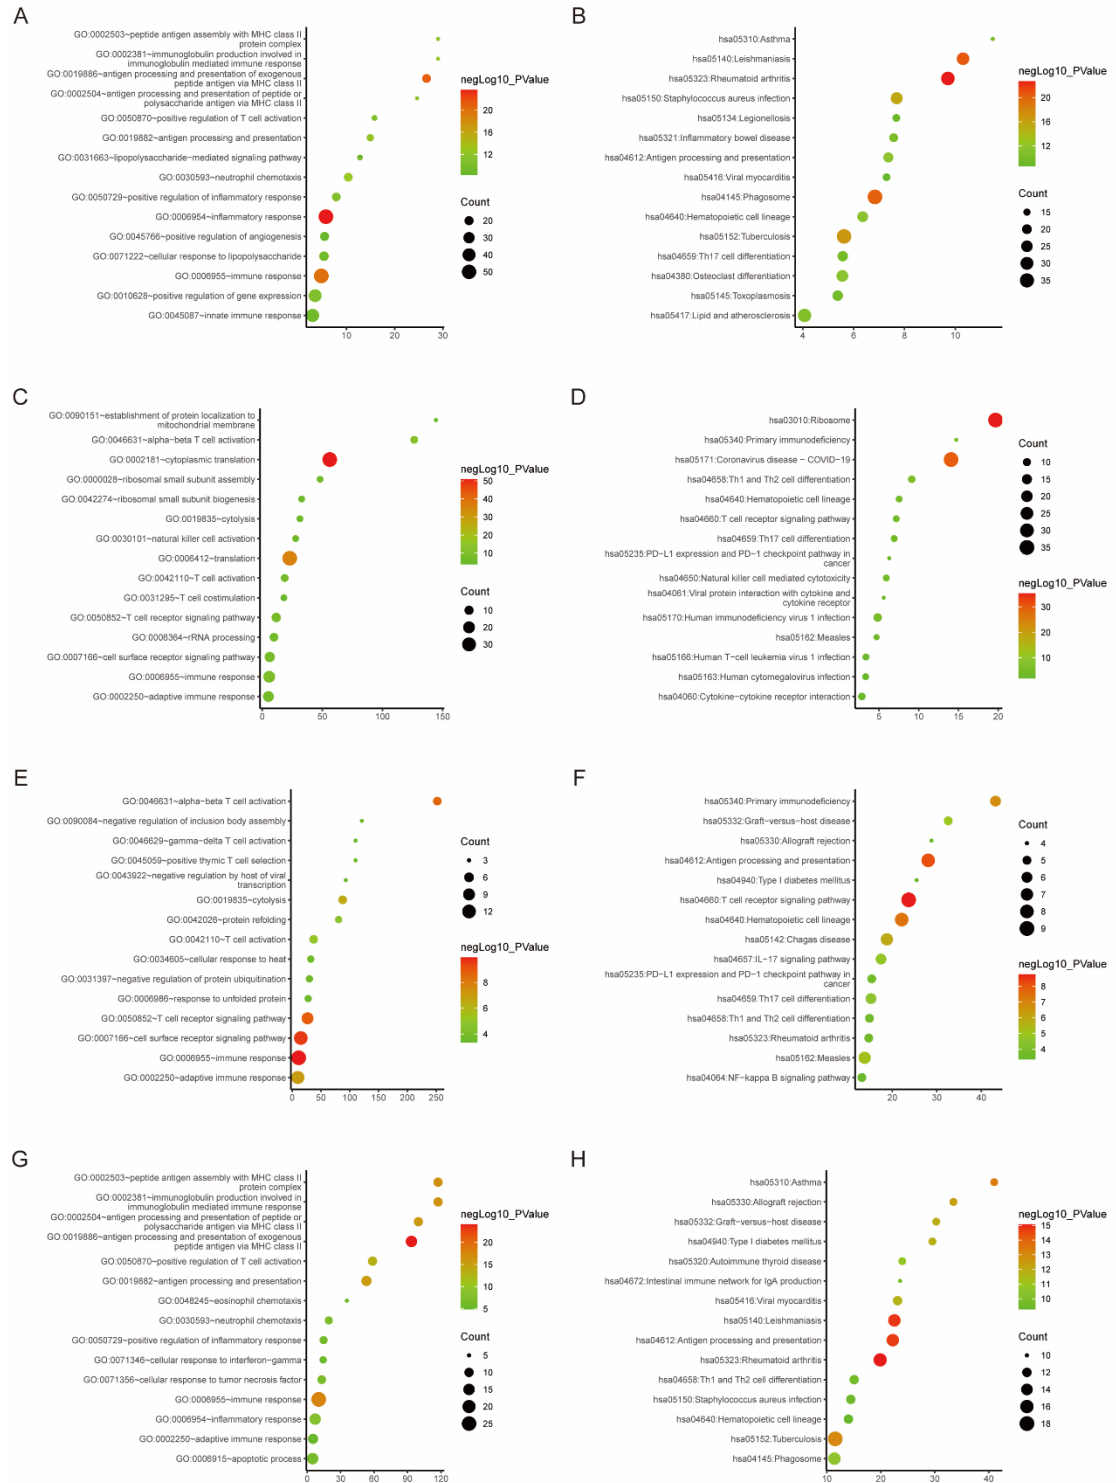 A
GO:0002503~peptide antigen assembly with MHC class II
protein complex
GO:0002381~immunoglobulin production involved in
immunoglobulin mediated immune response
GO:0019886~antigen processing and presentation of exogenous
peptide antigen via MHC class II
GO:0002504~antigen processing and presentation of peptide or
polysaccharide antigen via MHC class II
GO:0050870~positive regulation of T cell activation
GO:0019882~antigen processing and presentation
GO:0031663~lipopolysaccharide-mediated signaling pathway
GO:0030593~neutrophil chemotaxis
GO:0050729~positive regulation of inflammatory response
GO:0006954~inflammatory response
GO:0045766~positive regulation of angiogenesis
GO:0071222~cellular response to lipopolysaccharide
GO:0006955~immune response
GO:0010628~positive regulation of gene expression
GO:0045087~innate immune response
10 20 30
negLog10_PValue
20
16
12
Count
20
30
40
50
B
hsa05310:Asthma
hsa05140:Leishmaniasis
hsa05323:Rheumatoid arthritis
hsa05150:Staphylococcus aureus infection
hsa05134:Legionellosis
hsa05321:Inflammatory bowel disease
hsa04612:Antigen processing and presentation
hsa05416:Viral myocarditis
hsa04145:Phagosome
hsa04640:Hematopoietic cell lineage
hsa05152:Tuberculosis
hsa04659:Th17 cell differentiation
hsa04380:Osteoclast differentiation
hsa05145:Toxoplasmosis
hsa05417:Lipid and atherosclerosis
4 6 8 10
negLog10_PValue
20
16
12
Count
15
20
25
30
35
C
GO:0090151~establishment of protein localization to
mitochondrial membrane
GO:0046631~alpha-beta T cell activation
GO:0002181~cytoplasmic translation
GO:0000028~ribosomal small subunit assembly
GO:0042274~ribosomal small subunit biogenesis
GO:0019835~cytolysis
GO:0030101~natural killer cell activation
GO:0006412~translation
GO:0042110~T cell activation
GO:0031295~T cell costimulation
GO:0050852~T cell receptor signaling pathway
GO:0006364~rRNA processing
GO:0007166~cell surface receptor signaling pathway
GO:0006955~immune response
GO:0002250~adaptive immune response
0 50 100 150
negLog10_PValue
50
40
30
20
10
Count
10
20
30
D
hsa03010:Ribosome
hsa05340:Primary immunodeficiency
hsa05171:Coronavirus disease − COVID−19
hsa04658:Th1 and Th2 cell differentiation
hsa04640:Hematopoietic cell lineage
hsa04660:T cell receptor signaling pathway
hsa04659:Th17 cell differentiation
hsa05235:PD−L1 expression and PD−1 checkpoint pathway in
cancer
hsa04650:Natural killer cell mediated cytotoxicity
hsa04061:Viral protein interaction with cytokine and
cytokine receptor
hsa05170:Human immunodeficiency virus 1 infection
hsa05162:Measles
hsa05166:Human T−cell leukemia virus 1 infection
hsa05163:Human cytomegalovirus infection
hsa04060:Cytokine−cytokine receptor interaction
5 10 15 20
Count
10
15
20
25
30
35
negLog10_PValue
30
20
10
E
GO:0046631~alpha-beta T cell activation
GO:0090084~negative regulation of inclusion body assembly
GO:0046629~gamma-delta T cell activation
GO:0045059~positive thymic T cell selection
GO:0043922~negative regulation by host of viral
transcription
GO:0019835~cytolysis
GO:0042026~protein refolding
GO:0042110~T cell activation
GO:0034605~cellular response to heat
GO:0031397~negative regulation of protein ubiquitination
GO:0006986~response to unfolded protein
GO:0050852~T cell receptor signaling pathway
GO:0007166~cell surface receptor signaling pathway
GO:0006955~immune response
GO:0002250~adaptive immune response
0 50 100 150 200 250
Count
3
6
9
12
negLog10_PValue
8
6
4
F
hsa05340:Primary immunodeficiency
hsa05332:Graft−versus−host disease
hsa05330:Allograft rejection
hsa04612:Antigen processing and presentation
hsa04940:Type I diabetes mellitus
hsa04660:T cell receptor signaling pathway
hsa04640:Hematopoietic cell lineage
hsa05142:Chagas disease
hsa04657:IL−17 signaling pathway
hsa05235:PD−L1 expression and PD−1 checkpoint pathway in
cancer
hsa04659:Th17 cell differentiation
hsa04658:Th1 and Th2 cell differentiation
hsa05323:Rheumatoid arthritis
hsa05162:Measles
hsa04064:NF−kappa B signaling pathway
20 30 40
Count
4
5
6
7
8
9
negLog10_PValue
8
7
6
5
4
G
GO:0002503~peptide antigen assembly with MHC class II
protein complex
GO:0002381~immunoglobulin production involved in
immunoglobulin mediated immune response
GO:0002504~antigen processing and presentation of peptide or
polysaccharide antigen via MHC class II
GO:0019886~antigen processing and presentation of exogenous
peptide antigen via MHC class II
GO:0050870~positive regulation of T cell activation
GO:0019882~antigen processing and presentation
GO:0048245~eosinophil chemotaxis
GO:0030593~neutrophil chemotaxis
GO:0050729~positive regulation of inflammatory response
GO:0071346~cellular response to interferon-gamma
GO:0071356~cellular response to tumor necrosis factor
GO:0006955~immune response
GO:0006954~inflammatory response
GO:0002250~adaptive immune response
GO:0006915~apoptotic process
0 30 60 90 120
negLog10_PValue
20
15
10
5
Count
5
10
15
20
25
H
hsa05310:Asthma
hsa05330:Allograft rejection
hsa05332:Graft−versus−host disease
hsa04940:Type I diabetes mellitus
hsa05320:Autoimmune thyroid disease
hsa04672:Intestinal immune network for IgA production
hsa05416:Viral myocarditis
hsa05140:Leishmaniasis
hsa04612:Antigen processing and presentation
hsa05323:Rheumatoid arthritis
hsa04658:Th1 and Th2 cell differentiation
hsa05150:Staphylococcus aureus infection
hsa04640:Hematopoietic cell lineage
hsa05152:Tuberculosis
hsa04145:Phagosome
10 20 30 40
negLog10_PValue
15
14
13
12
11
10
Count
10
12
14
16
18